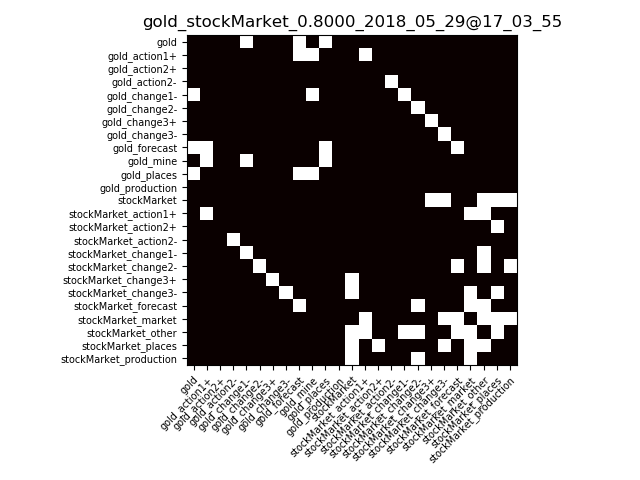 gold_stockMarket_0.8000_2018_05_29@17_03_55
gold
gold_action1+
gold_action2+
gold_action2-
gold_change1-
gold_change2-
gold_change3+
gold_change3-
gold_forecast
gold_mine
gold_places
gold_production
stockMarket
stockMarket_action1+
stockMarket_action2+
stockMarket_action2-
stockMarket_change1-
stockMarket_change2-
stockMarket_change3+
stockMarket_change3-
stockMarket_forecast
stockMarket_market
stockMarket_other
stockMarket_places
stockMarket_production
gold
gold_action1+
gold_action2+
gold_action2-
gold_change1-
gold_change2-
gold_change3+
gold_change3-
gold_forecast
gold_mine
gold_places
gold_production
stockMarket
stockMarket_action1+
stockMarket_action2+
stockMarket_action2-
stockMarket_change1-
stockMarket_change2-
stockMarket_change3+
stockMarket_change3-
stockMarket_forecast
stockMarket_market
stockMarket_other
stockMarket_places
stockMarket_production